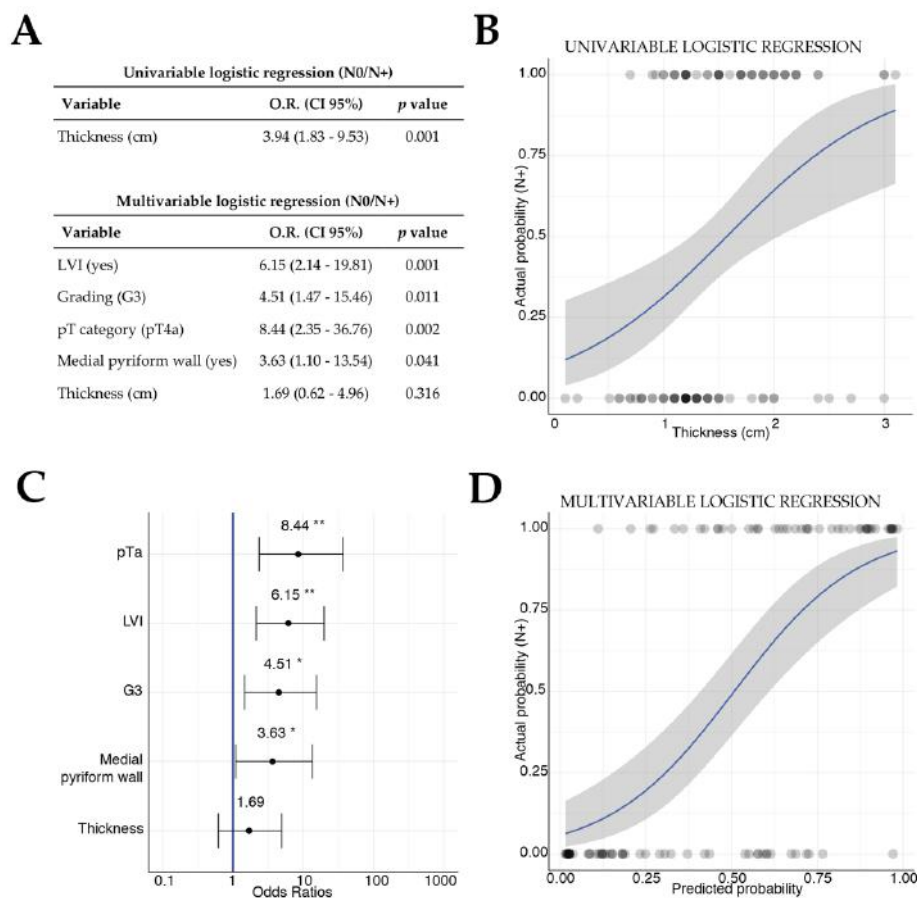 A
Univariable logistic regression (N0/N+)
Variable O.R. (CI 95%) p value
Thickness (cm) 3.94 (1.83 - 9.53) 0.001
Multivariable logistic regression (N0/N+)
Variable O.R. (CI 95%) p value
LVI (yes) 6.15 (2.14 - 19.81) 0.001
Grading (G3) 4.51 (1.47 - 15.46) 0.011
pT category (pT4a) 8.44 (2.35 - 36.76) 0.002
Medial pyriform wall (yes) 3.63 (1.10 - 13.54) 0.041
Thickness (cm) 1.69 (0.62 - 4.96) 0.316
B
UNIVARIABLE LOGISTIC REGRESSION
Actual probability (N+)
1.00
0.75
0.5
0.25
0.00
0 1 2 3
Thickness (cm)
C
8.44 **
pTa
6.15 **
LVI
4.51 *
G3
3.63 *
Medial
pyriform wall
1.69
Thickness
0.1 1 10 100 1000
Odds Ratios
D
MULTIVARIABLE LOGISTIC REGRESSION
Actual probability (N+)
1.00
0.75
0.5
0.25
0.00
0.00 0.25 0.50 0.75 1.00
Predicted probability